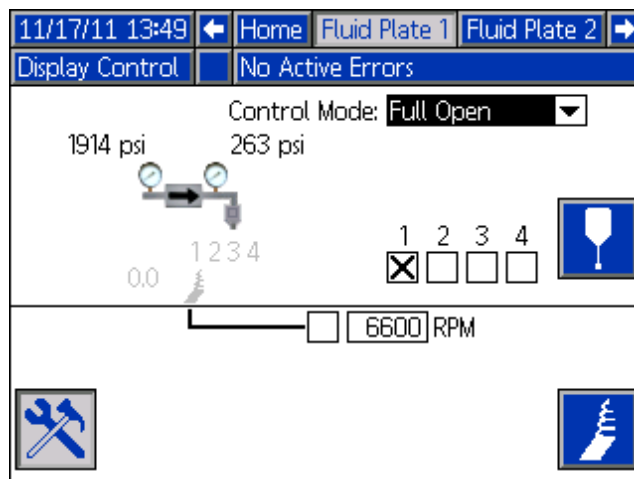 11/17/11 13:49 Home Fluid Plate 1 Fluid Plate 2
Display Control No Active Errors
Control Mode: Full Open
1914 psi 263 psi
1 2 3 4
1 2 3 4
0.0
6600 RPM